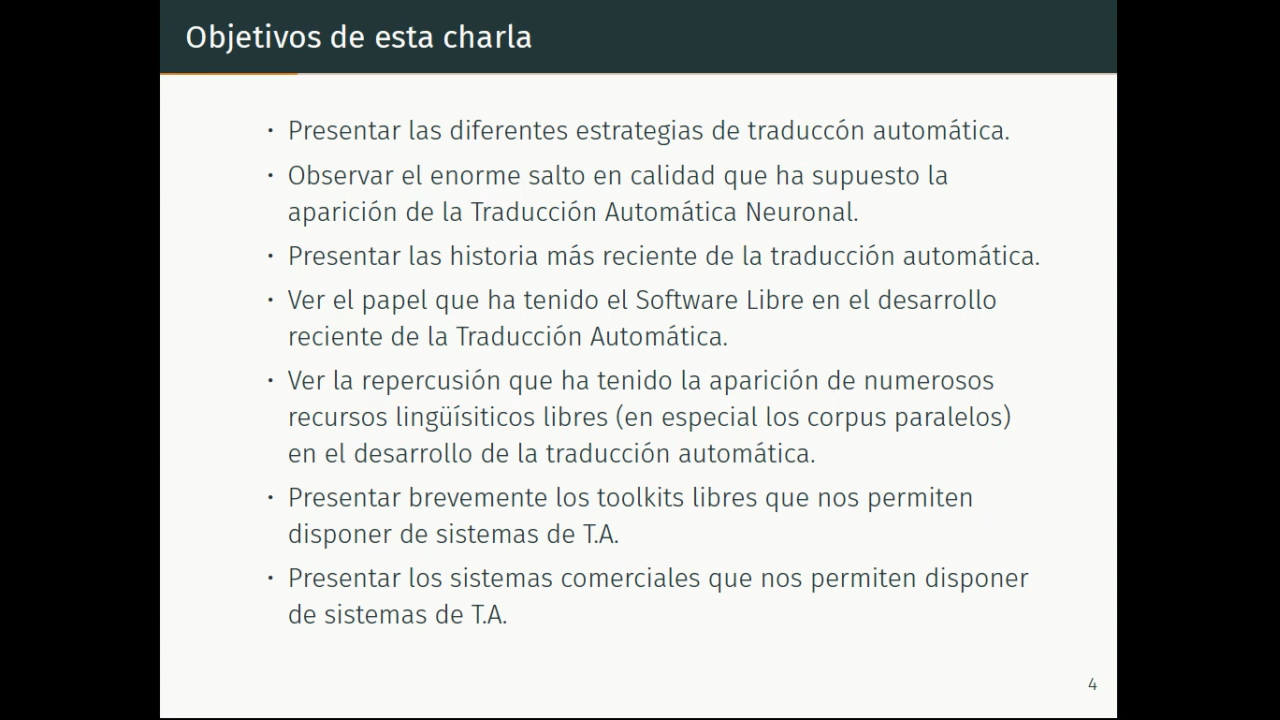 Objetivos de esta charla
• Presentar las diferentes estrategias de traduccón automática.
• Observar el enorme salto en calidad que ha supuesto la
aparición de la Traducción Automática Neuronal.
• Presentar las historia más reciente de la traducción automática.
• Ver el papel que ha tenido el Software Libre en el desarrollo
reciente de la Traducción Automática.
• Ver la repercusión que ha tenido la aparición de numerosos
recursos lingüísiticos libres (en especial los corpus paralelos)
en el desarrollo de la traducción automática.
• Presentar brevemente los toolkits libres que nos permiten
disponer de sistemas de T.A.
• Presentar los sistemas comerciales que nos permiten disponer
de sistemas de T.A.
4